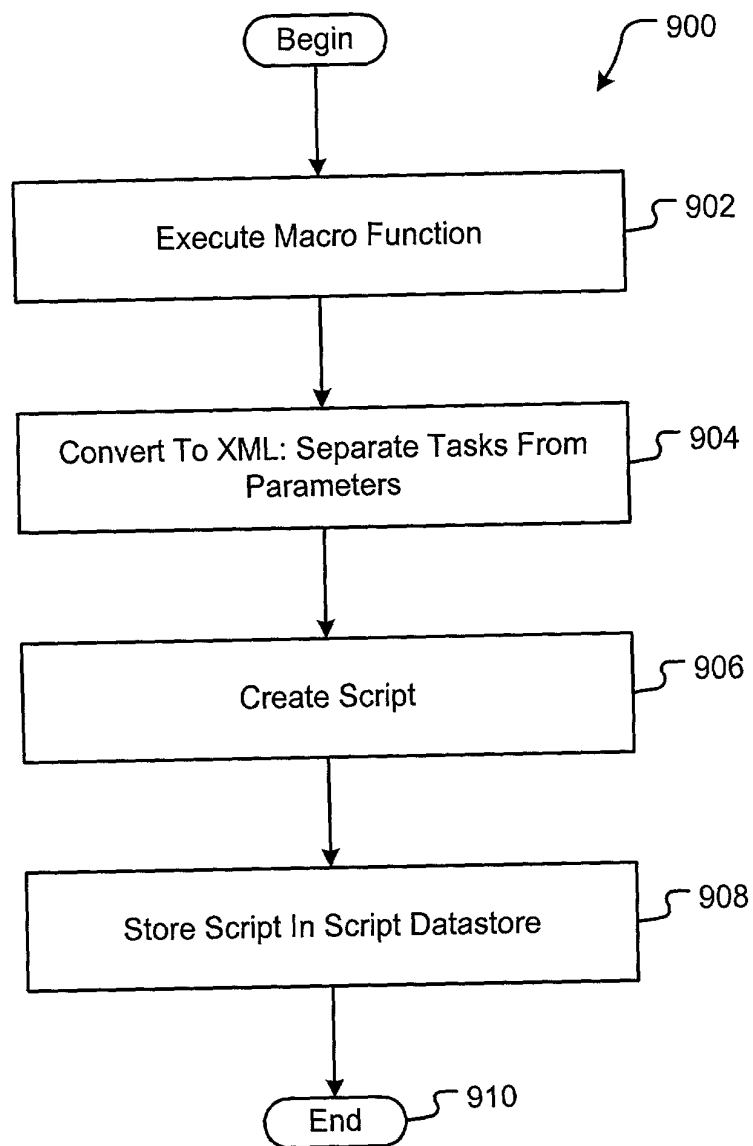 Begin
900
Execute Macro Function
902
Convert To XML: Separate Tasks From
Parameters
904
Create Script
906
Store Script In Script Datastore
908
End
910